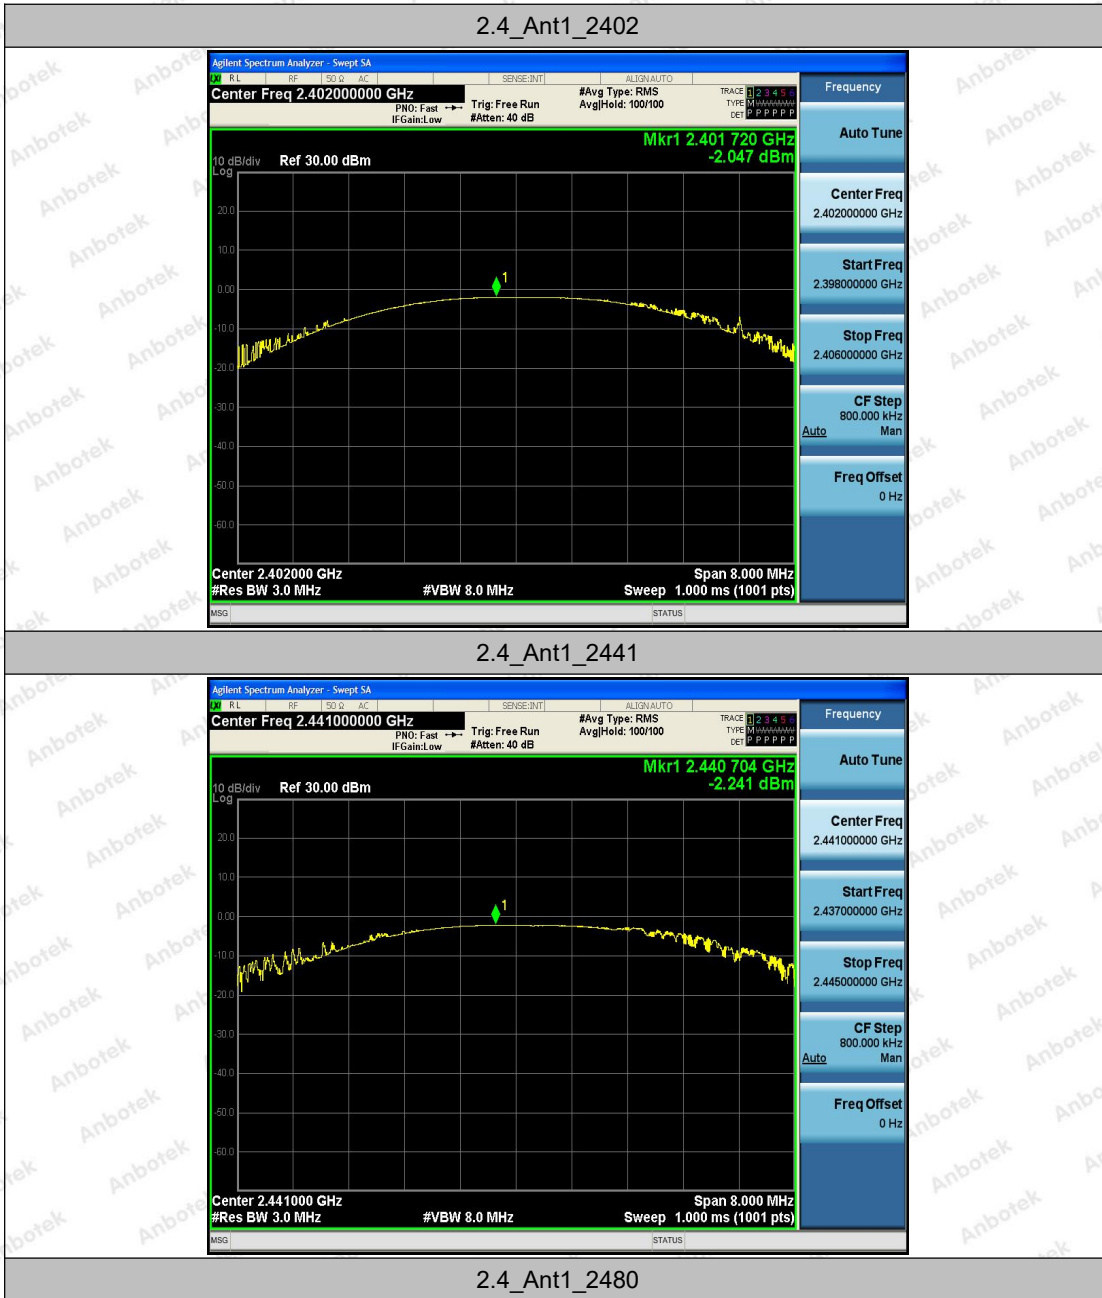 2.4_Ant1_2402
Agilent Spectrum Analyzer - Swept SA
LXI RL RF 50 Ω AC SENSE:INT ALIGNAUTO
Center Freq 2.402000000 GHz
PNO: Fast
IFGain:Low
Trig: Free Run
#Atten: 40 dB
#Avg Type: RMS
Avg|Hold: 100/100
TRACE 1 2 3 4 5 6
TYPE M
DET P P P P P P
Mkr1 2.401 720 GHz
-2.047 dBm
10 dB/div
Log
Ref 30.00 dBm
20.0
10.0
0.00
-10.0
-20.0
-30.0
-40.0
-50.0
-60.0
1
Center 2.402000 GHz
Span 8.000 MHz
#Res BW 3.0 MHz
#VBW 8.0 MHz
Sweep 1.000 ms (1001 pts)
MSG
STATUS
Frequency
Auto Tune
Center Freq
2.402000000 GHz
Start Freq
2.398000000 GHz
Stop Freq
2.406000000 GHz
CF Step
800.000 kHz
Auto Man
Freq Offset
0 Hz
2.4_Ant1_2441
Agilent Spectrum Analyzer - Swept SA
LXI RL RF 50 Ω AC SENSE:INT ALIGNAUTO
Center Freq 2.441000000 GHz
PNO: Fast
IFGain:Low
Trig: Free Run
#Atten: 40 dB
#Avg Type: RMS
Avg|Hold: 100/100
TRACE 1 2 3 4 5 6
TYPE M
DET P P P P P P
Mkr1 2.440 704 GHz
-2.241 dBm
10 dB/div
Log
Ref 30.00 dBm
20.0
10.0
0.00
-10.0
-20.0
-30.0
-40.0
-50.0
-60.0
1
Center 2.441000 GHz
Span 8.000 MHz
#Res BW 3.0 MHz
#VBW 8.0 MHz
Sweep 1.000 ms (1001 pts)
MSG
STATUS
Frequency
Auto Tune
Center Freq
2.441000000 GHz
Start Freq
2.437000000 GHz
Stop Freq
2.445000000 GHz
CF Step
800.000 kHz
Auto Man
Freq Offset
0 Hz
2.4_Ant1_2480
Anbotek